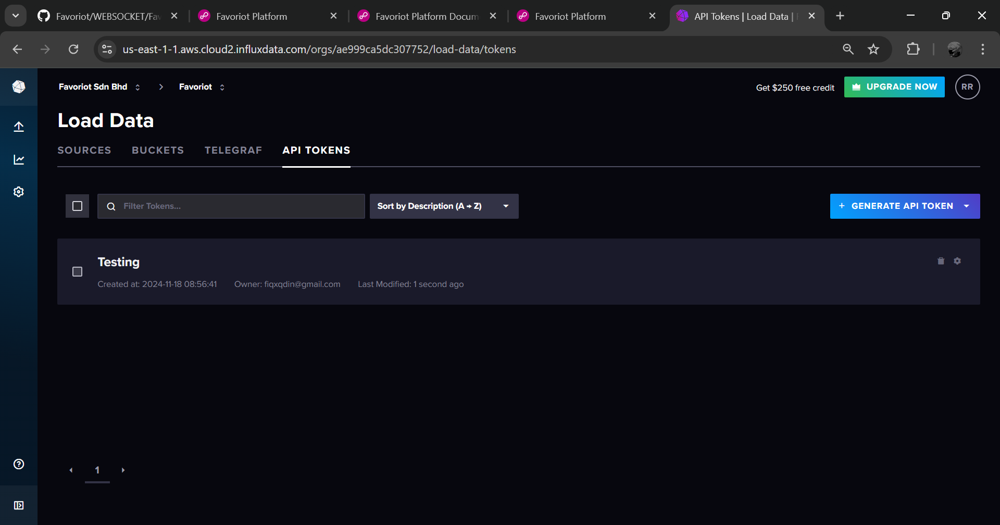 Favoriot/WEBSOCKET/Fav
Favoriot Platform
Favoriot Platform Docum
Favoriot Platform
API Tokens | Load Data |
us-east-1-1.aws.cloud2.influxdata.com/orgs/ae999ca5dc307752/load-data/tokens
Favoriot Sdn Bhd
Favoriot
Get $250 free credit
UPGRADE NOW
RR
Load Data
SOURCES
BUCKETS
TELEGRAF
API TOKENS
Filter Tokens...
Sort by Description (A → Z)
+ GENERATE API TOKEN
Testing
Created at: 2024-11-18 08:56:41
Owner: fiqxqdin@gmail.com
Last Modified: 1 second ago
1